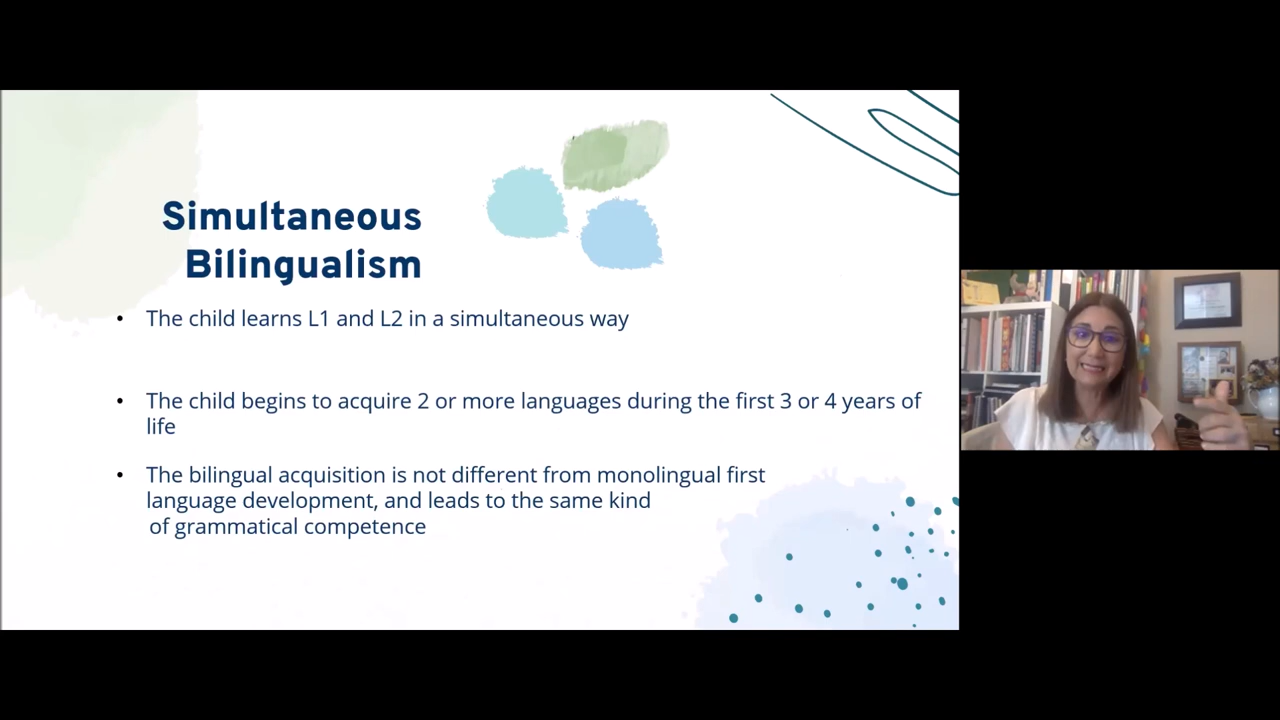 Simultaneous
Bilingualism
• The child learns L1 and L2 in a simultaneous way
• The child begins to acquire 2 or more languages during the first 3 or 4 years of
life
• The bilingual acquisition is not different from monolingual first
language development, and leads to the same kind
of grammatical competence